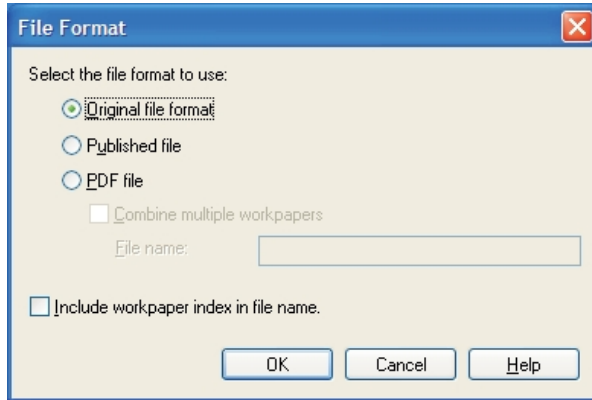 File Format
Select the file format to use:
Original file format
Published file
PDF file
Combine multiple workpapers
File name:
Include workpaper index in file name.
OK Cancel Help